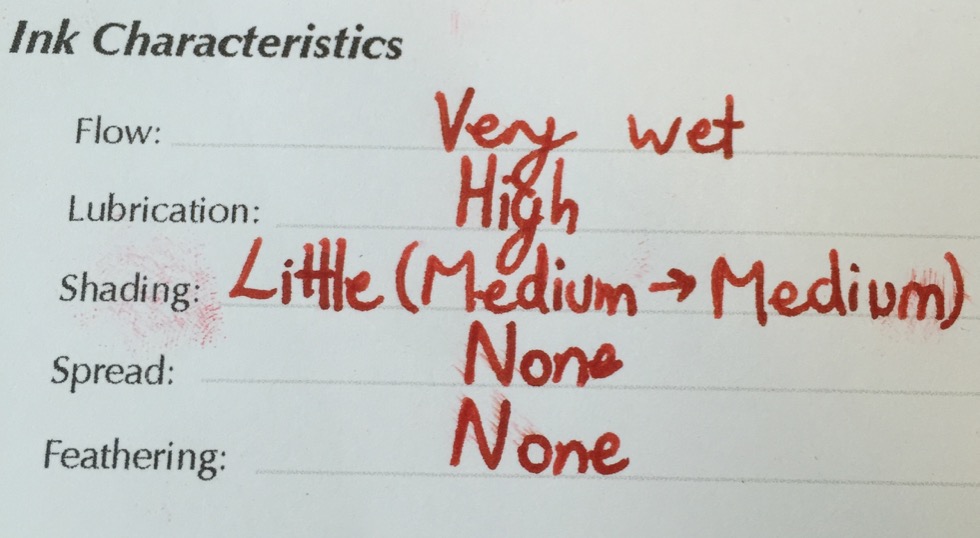 Ink Characteristics
Flow: Very wet
Lubrication: High
Shading: Little (Medium → Medium)
Spread: None
Feathering: None